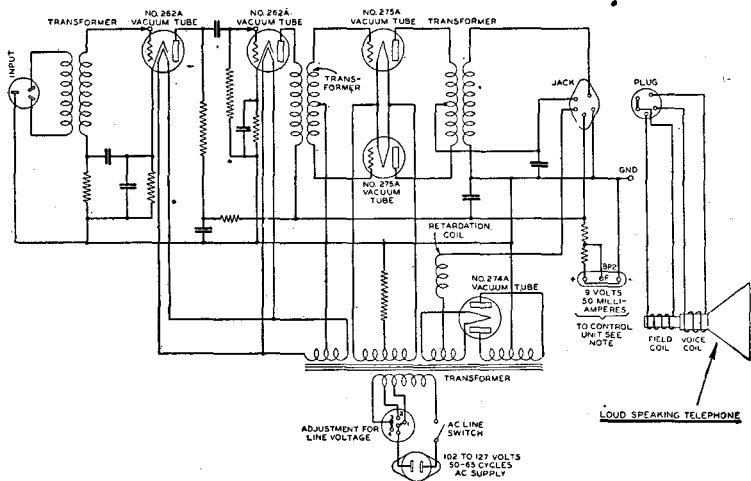 TRANSFORMER
NO. 262A
VACUUM TUBE
NO. 262A
VACUUM TUBE
NO. 275A
VACUUM
TUBE
TRANSFORMER
INPUT
TRANS-
FORMER
JACK
PLUG
NO. 275A
VACUUM
TUBE
GND
RETARDATION
COIL
NO. 274A
VACUUM TUBE
+
F
BP2
-
9 VOLTS
50 MILLI-
AMPERES
TO CONTROL
UNIT SEE
NOTE
FIELD
COIL
VOICE
COIL
TRANSFORMER
LOUD SPEAKING TELEPHONE
ADJUSTMENT FOR
LINE VOLTAGE
AC LINE
SWITCH
102 TO 127 VOLTS
50-65 CYCLES
AC SUPPLY